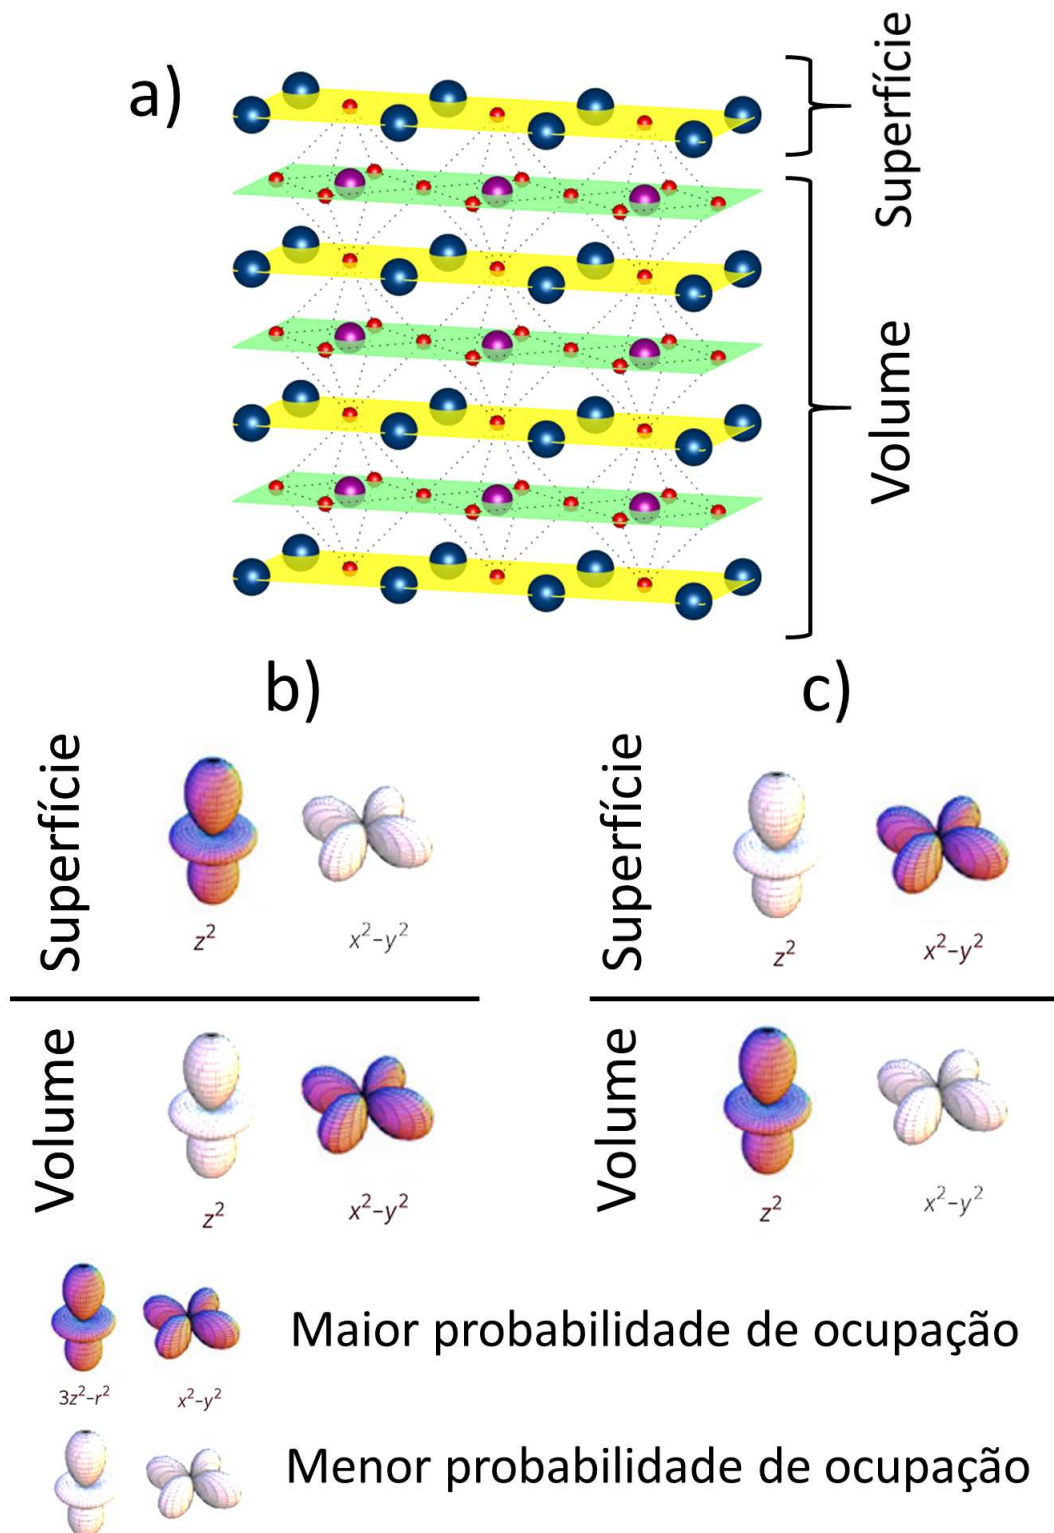 a)
Superfície
Volume
b)
c)
Superfície
z²
x²-y²
Superfície
z²
x²-y²
Volume
z²
x²-y²
Volume
z²
x²-y²
3z²-r²
x²-y²
Maior probabilidade de ocupação
Menor probabilidade de ocupação